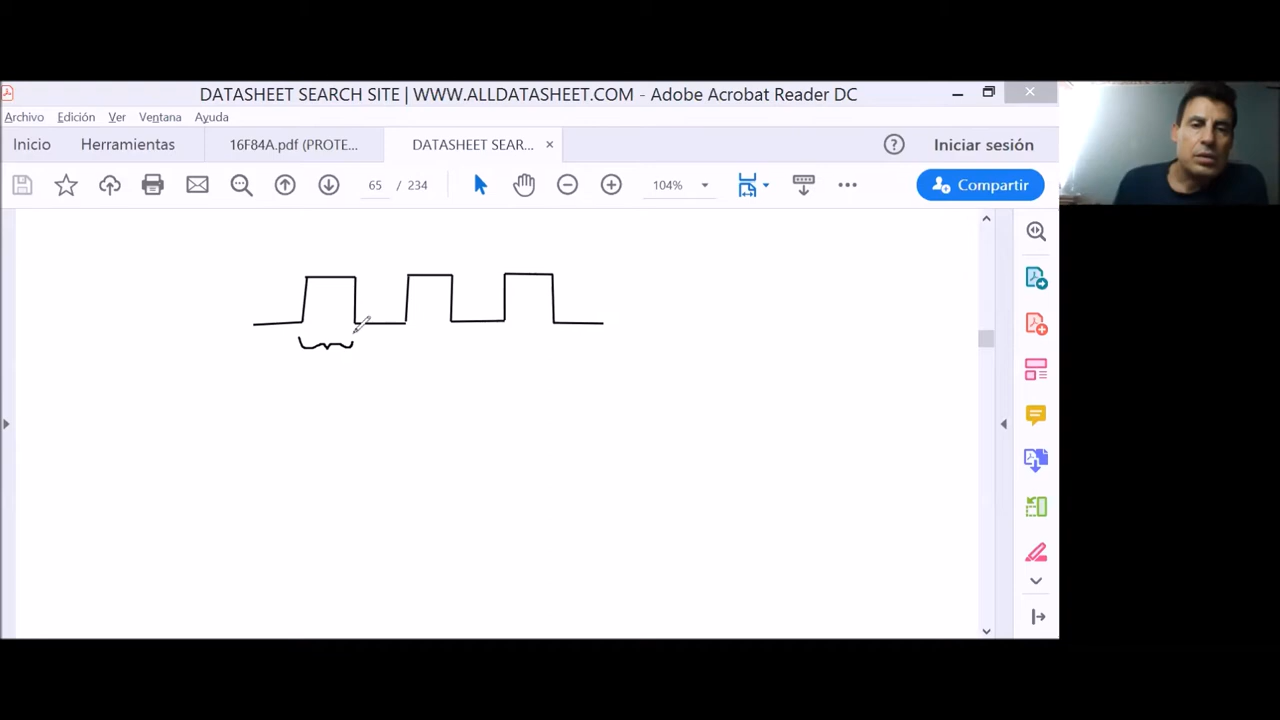 DATASHEET SEARCH SITE | WWW.ALLDATASHEET.COM - Adobe Acrobat Reader DC
Archivo Edición Ver Ventana Ayuda
Inicio Herramientas 16F84A.pdf (PROTE... DATASHEET SEAR... × ? Iniciar sesión
65 / 234 104% Compartir